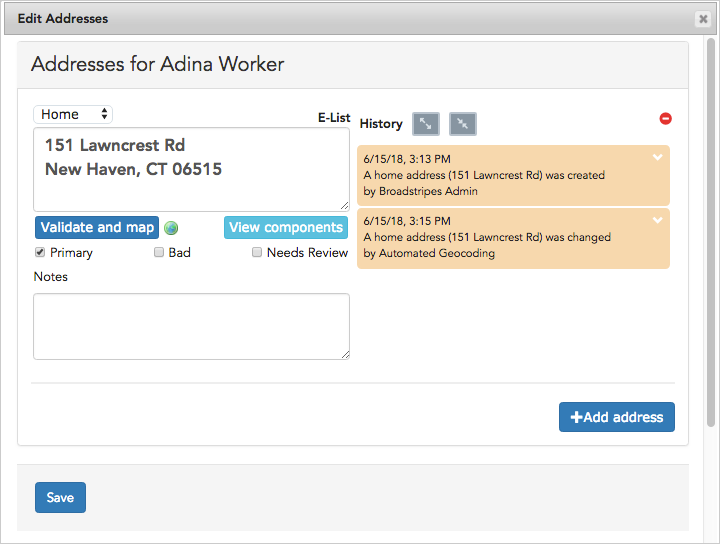 Edit Addresses
Addresses for Adina Worker
Home
E-List
History
151 Lawncrest Rd
New Haven, CT 06515
6/15/18, 3:13 PM
A home address (151 Lawncrest Rd) was created
by Broadstripes Admin
6/15/18, 3:15 PM
A home address (151 Lawncrest Rd) was changed
by Automated Geocoding
Validate and map
View components
Primary
Bad
Needs Review
Notes
Add address
Save